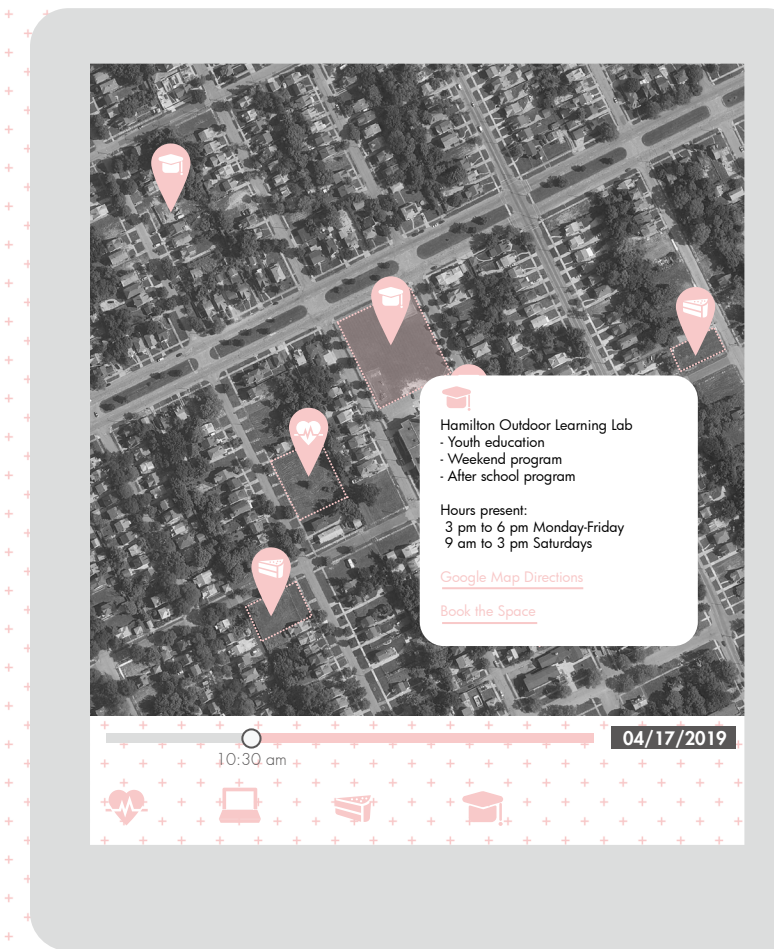 Hamilton Outdoor Learning Lab
- Youth education
- Weekend program
- After school program
Hours present:
3 pm to 6 pm Monday-Friday
9 am to 3 pm Saturdays
Google Map Directions
Book the Space
04/17/2019
10:30 am